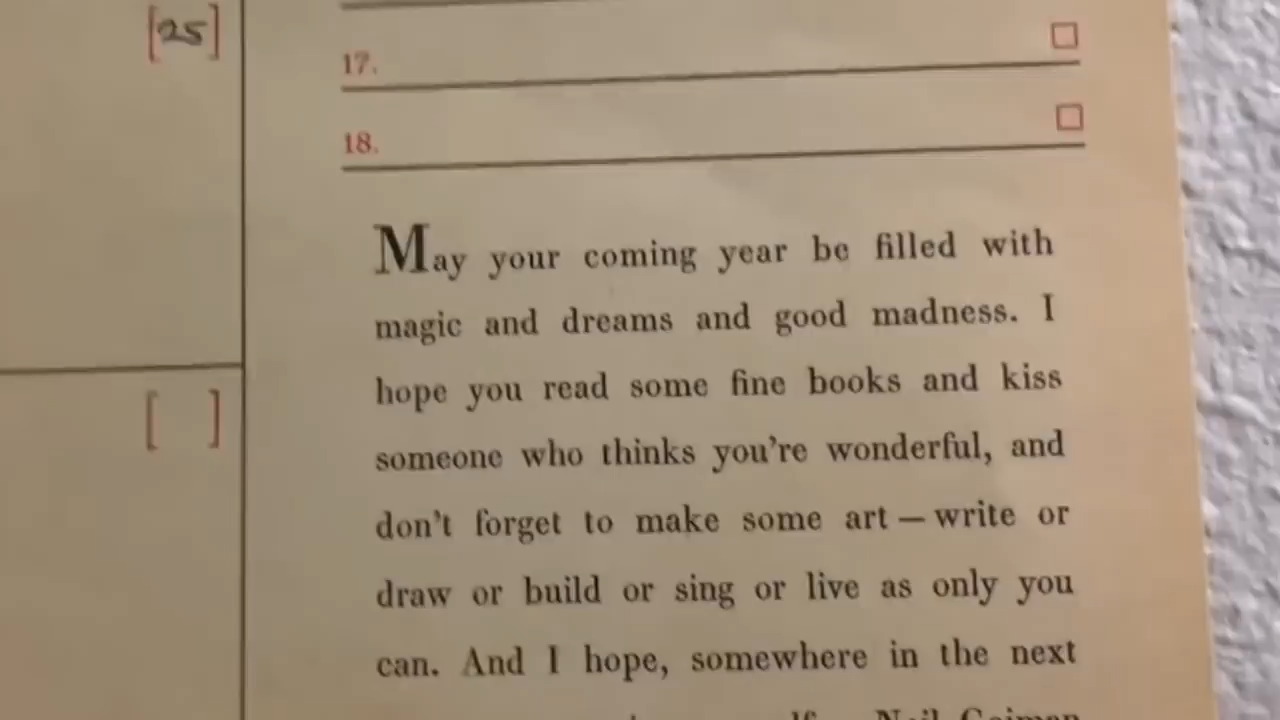 [25]
17.
18.
[ ]
May your coming year be filled with
magic and dreams and good madness. I
hope you read some fine books and kiss
someone who thinks you're wonderful, and
don't forget to make some art — write or
draw or build or sing or live as only you
can. And I hope, somewhere in the next
Neil Gaiman